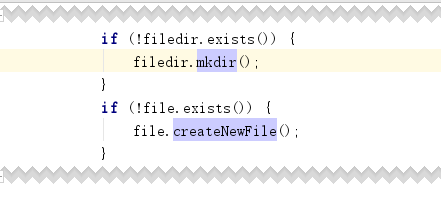 if (!filedir.exists()) {
filedir.mkdir();
}
if (!file.exists()) {
file.createNewFile();
}